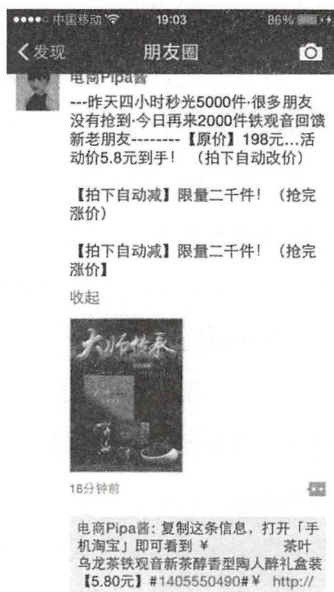 中国移动 19:03 86%
发现 朋友圈
电商Pipa酱
---昨天四小时秒光5000件·很多朋友
没有抢到·今日再来2000件铁观音回馈
新老朋友--------【原价】198元…活
动价5.8元到手！（拍下自动改价）
【拍下自动减】限量二千件！（抢完
涨价）
【拍下自动减】限量二千件！（抢完
涨价】
收起
大师传承
18分钟前
电商Pipa酱: 复制这条信息，打开「手
机淘宝」即可看到 ¥ 茶叶
乌龙茶铁观音新茶醇香型陶人醉礼盒装
【5.80元】#1405550490#¥ http://